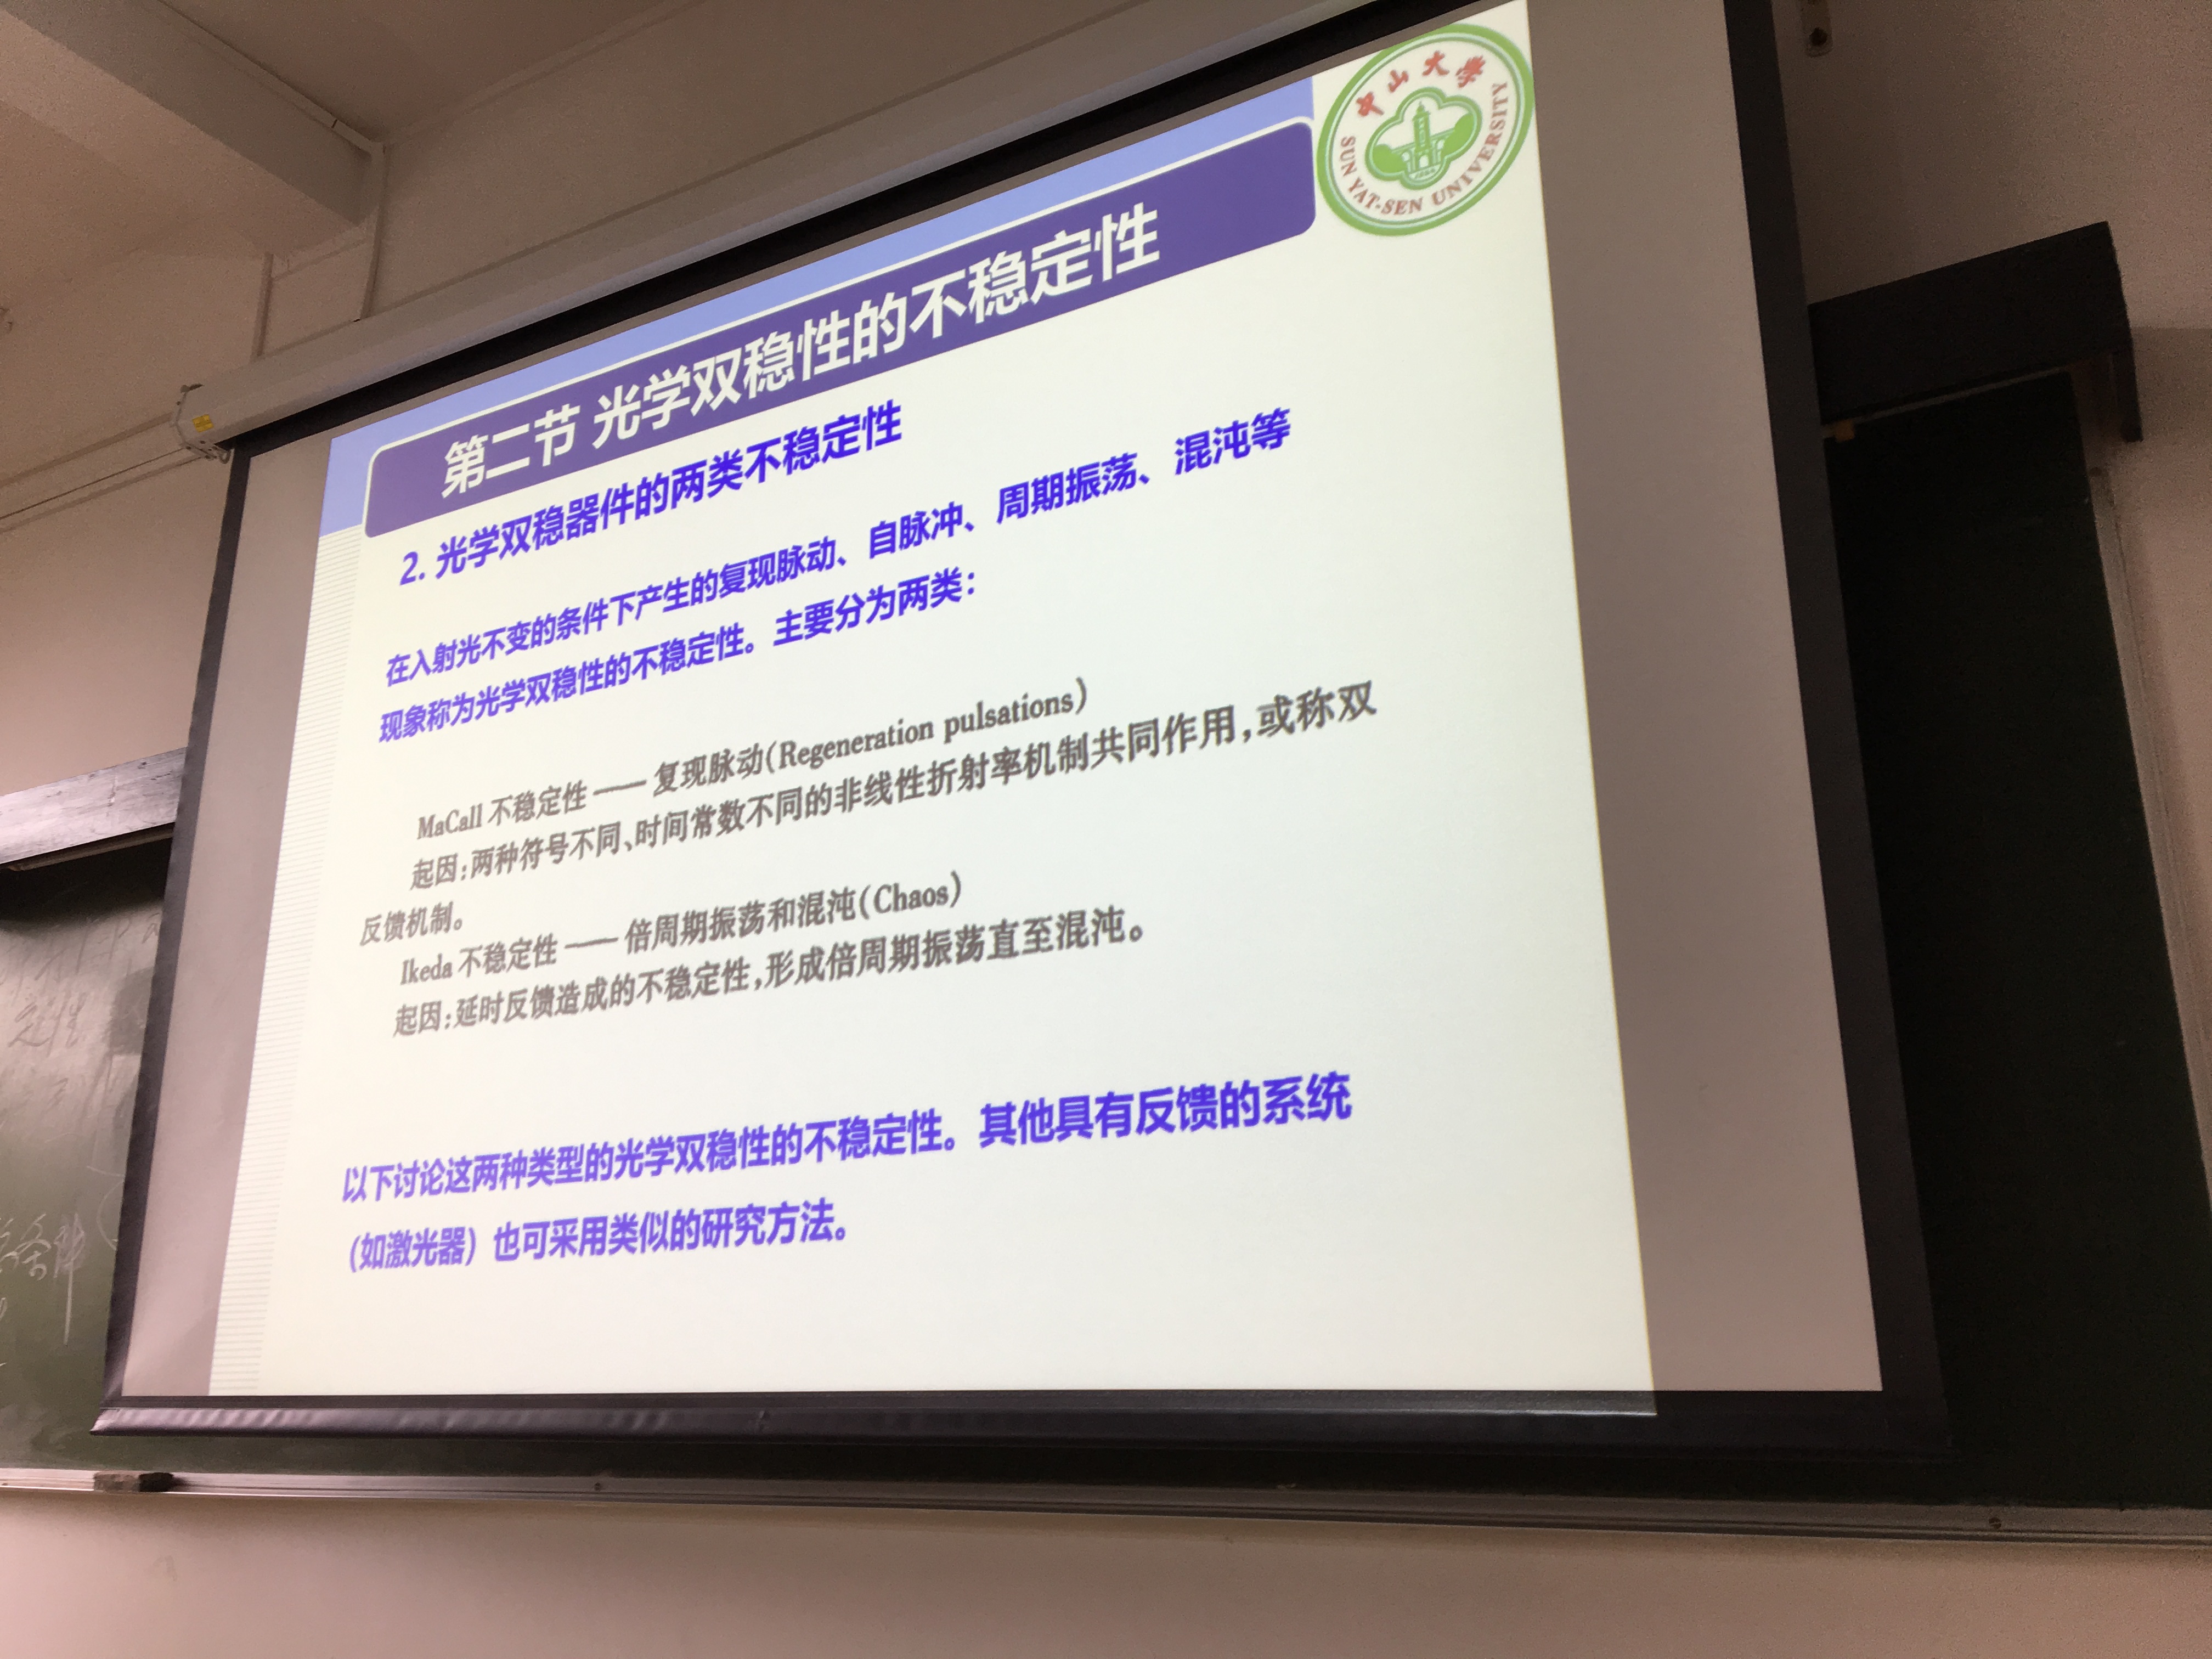 中山大学
SUN YAT-SEN UNIVERSITY
第二节 光学双稳性的不稳定性
2. 光学双稳器件的两类不稳定性
在入射光不变的条件下产生的复现脉动、自脉冲、周期振荡、混沌等
现象称为光学双稳性的不稳定性。主要分为两类：
MaCall 不稳定性 —— 复现脉动(Regeneration pulsations)
起因:两种符号不同、时间常数不同的非线性折射率机制共同作用,或称双
反馈机制。
Ikeda 不稳定性 —— 倍周期振荡和混沌(Chaos)
起因:延时反馈造成的不稳定性,形成倍周期振荡直至混沌。
以下讨论这两种类型的光学双稳性的不稳定性。其他具有反馈的系统
（如激光器）也可采用类似的研究方法。
定性
条件